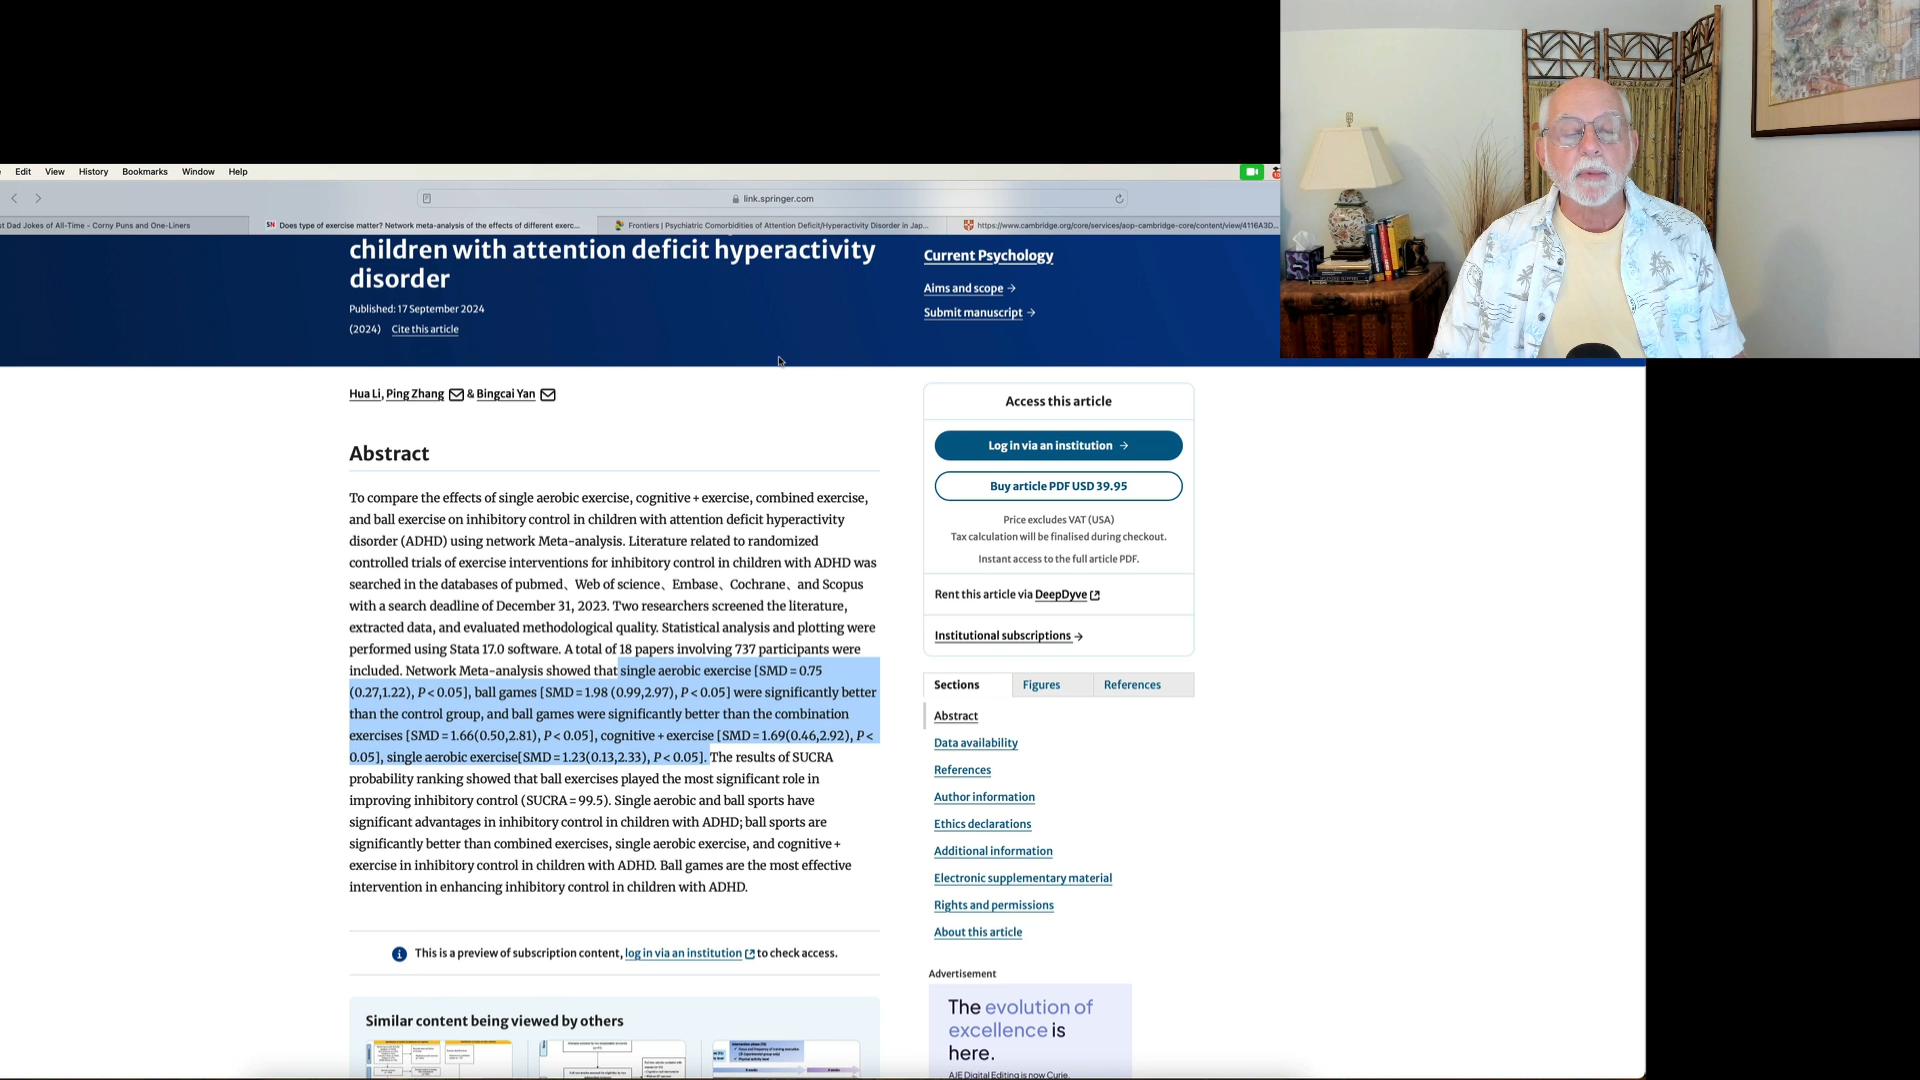 Edit View History Bookmarks Window Help
link.springer.com
st Dad Jokes of All-Time - Corny Puns and One-Liners
SN Does type of exercise matter? Network meta-analysis of the effects of different exerc...
Frontiers | Psychiatric Comorbidities of Attention Deficit/Hyperactivity Disorder in Jap...
https://www.cambridge.org/core/services/aop-cambridge-core/content/view/4116A3D...
children with attention deficit hyperactivity
disorder
Published: 17 September 2024
(2024) Cite this article
Current Psychology
Aims and scope →
Submit manuscript →
Hua Li, Ping Zhang & Bingcai Yan
Abstract
To compare the effects of single aerobic exercise, cognitive + exercise, combined exercise,
and ball exercise on inhibitory control in children with attention deficit hyperactivity
disorder (ADHD) using network Meta-analysis. Literature related to randomized
controlled trials of exercise interventions for inhibitory control in children with ADHD was
searched in the databases of pubmed、Web of science、Embase、Cochrane、and Scopus
with a search deadline of December 31, 2023. Two researchers screened the literature,
extracted data, and evaluated methodological quality. Statistical analysis and plotting were
performed using Stata 17.0 software. A total of 18 papers involving 737 participants were
included. Network Meta-analysis showed that single aerobic exercise [SMD = 0.75
(0.27,1.22), P < 0.05], ball games [SMD = 1.98 (0.99,2.97), P < 0.05] were significantly better
than the control group, and ball games were significantly better than the combination
exercises [SMD = 1.66(0.50,2.81), P < 0.05], cognitive + exercise [SMD = 1.69(0.46,2.92), P <
0.05], single aerobic exercise[SMD = 1.23(0.13,2.33), P < 0.05]. The results of SUCRA
probability ranking showed that ball exercises played the most significant role in
improving inhibitory control (SUCRA = 99.5). Single aerobic and ball sports have
significant advantages in inhibitory control in children with ADHD; ball sports are
significantly better than combined exercises, single aerobic exercise, and cognitive +
exercise in inhibitory control in children with ADHD. Ball games are the most effective
intervention in enhancing inhibitory control in children with ADHD.
This is a preview of subscription content, log in via an institution to check access.
Similar content being viewed by others
Access this article
Log in via an institution →
Buy article PDF USD 39.95
Price excludes VAT (USA)
Tax calculation will be finalised during checkout.
Instant access to the full article PDF.
Rent this article via DeepDyve
Institutional subscriptions →
Sections Figures References
Abstract
Data availability
References
Author information
Ethics declarations
Additional information
Electronic supplementary material
Rights and permissions
About this article
Advertisement
The evolution of
excellence is
here.
AJE Digital Editing is now Curie.